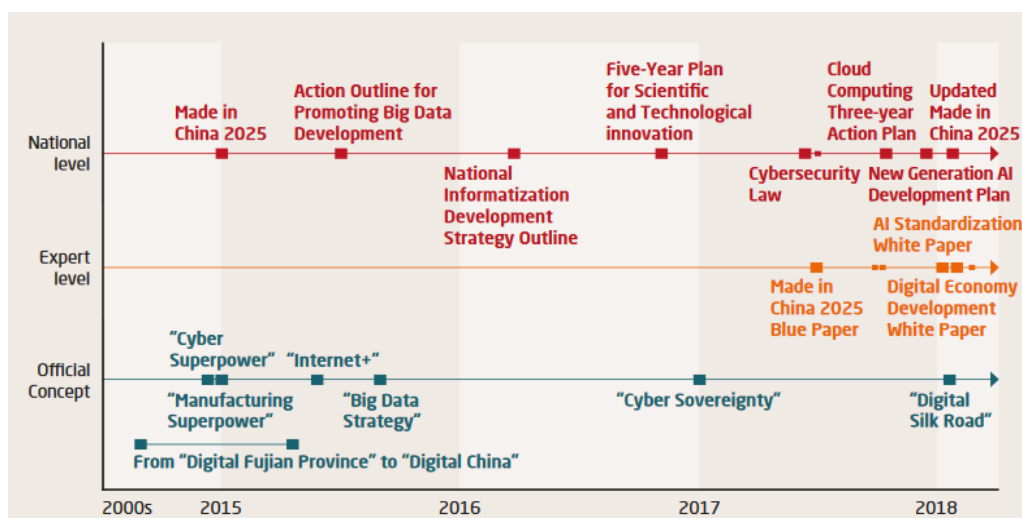 National
level
Made in
China 2025
Action Outline for
Promoting Big Data
Development
National
Informatization
Development
Strategy Outline
Five-Year Plan
for Scientific
and Technological
innovation
Cybersecurity
Law
Cloud
Computing
Three-year
Action Plan
Updated
Made in
China 2025
New Generation AI
Development Plan
Expert
level
Made in
China 2025
Blue Paper
AI Standardization
White Paper
Digital Economy
Development
White Paper
Official
Concept
"Cyber
Superpower"
"Manufacturing
Superpower"
"Internet+"
"Big Data
Strategy"
"Cyber Sovereignty"
"Digital
Silk Road"
From "Digital Fujian Province" to "Digital China"
2000s
2015
2016
2017
2018